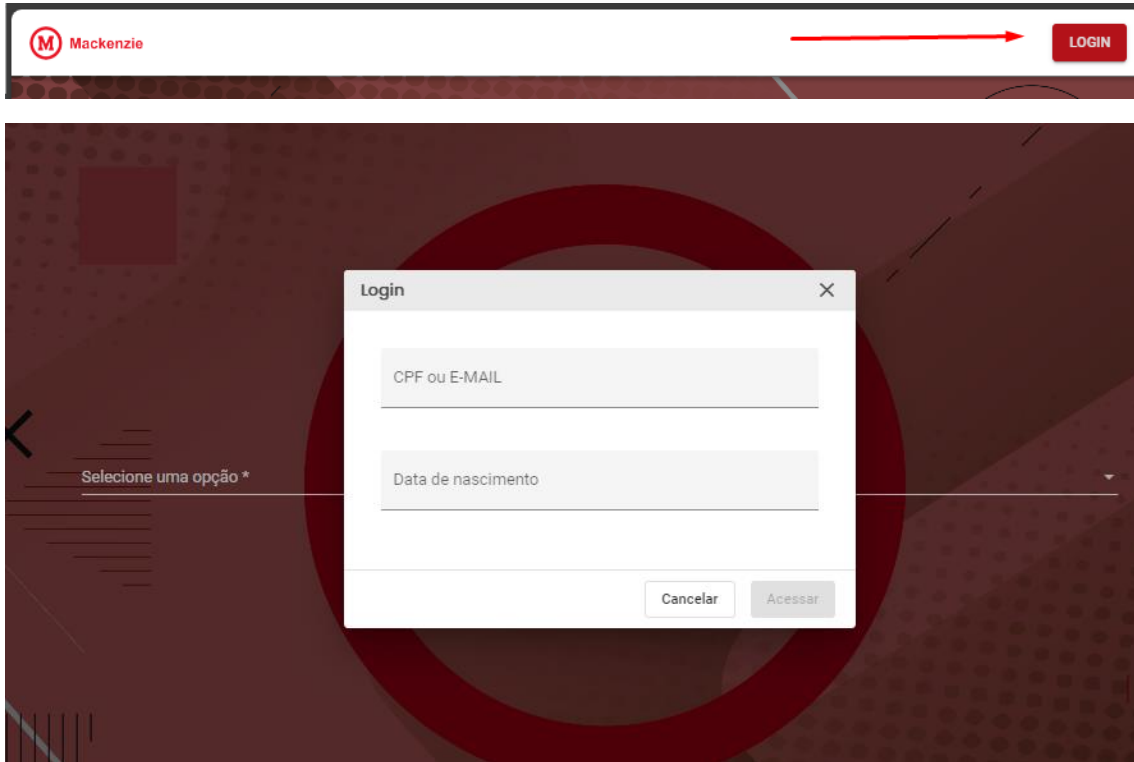 M Mackenzie
LOGIN
Login
CPF ou E-MAIL
Selecione uma opção *
Data de nascimento
Cancelar
Acessar